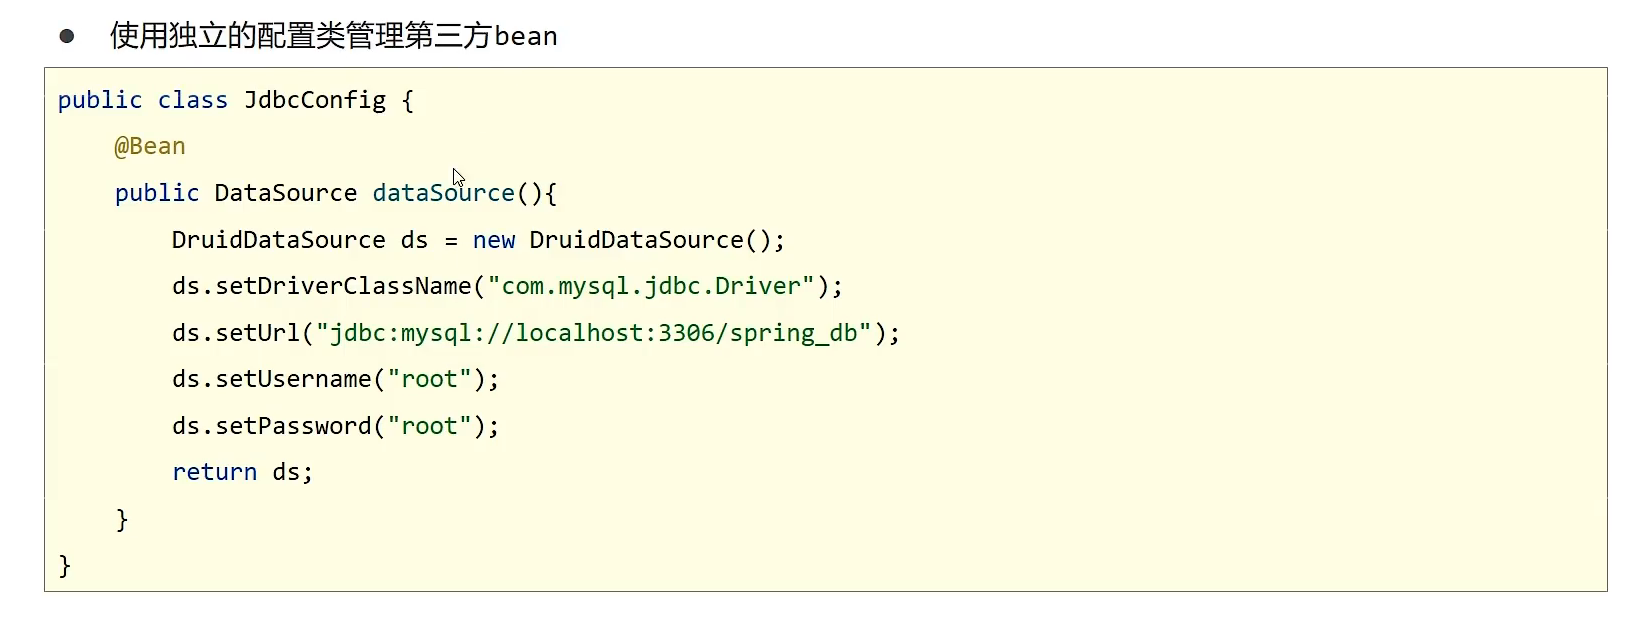 ● 使用独立的配置类管理第三方bean
public class JdbcConfig {
    @Bean
    public DataSource dataSource(){
        DruidDataSource ds = new DruidDataSource();
        ds.setDriverClassName("com.mysql.jdbc.Driver");
        ds.setUrl("jdbc:mysql://localhost:3306/spring_db");
        ds.setUsername("root");
        ds.setPassword("root");
        return ds;
    }
}